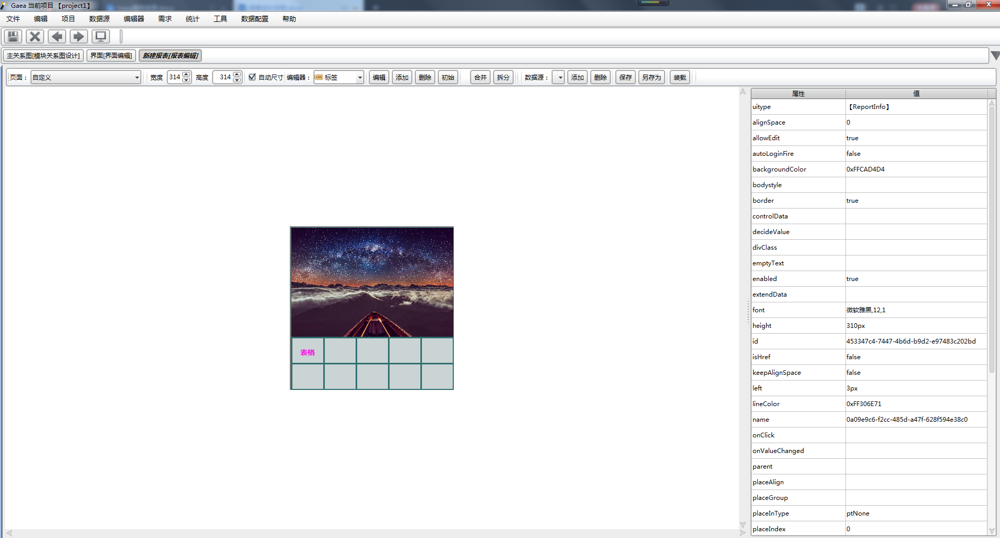 Gaea 当前项目 【project1】
文件 编辑 项目 数据源 编辑器 需求 统计 工具 数据配置 帮助
主关系图[模块关系图设计] 界面[界面编辑] 新建报表[报表编辑]
页面： 自定义 宽度 314 高度 314 自动尺寸 编辑器： ABC 标签 编辑 添加 删除 初始 合并 拆分 数据源： 添加 删除 保存 另存为 装载
属性 值
uitype 【ReportInfo】
alignSpace 0
allowEdit true
autoLoginFire false
backgroundColor 0xFFCAD4D4
bodystyle
border true
controlData
decideValue
divClass
emptyText
enabled true
extendData
font 微软雅黑,12,1
height 310px
id 453347c4-7447-4b6d-b9d2-e97483c202bd
isHref false
keepAlignSpace false
left 3px
lineColor 0xFF306E71
name 0a09e9c6-f2cc-485d-a47f-628f594e38c0
onClick
onValueChanged
parent
placeAlign
placeGroup
placeInType ptNone
placeIndex 0
表格